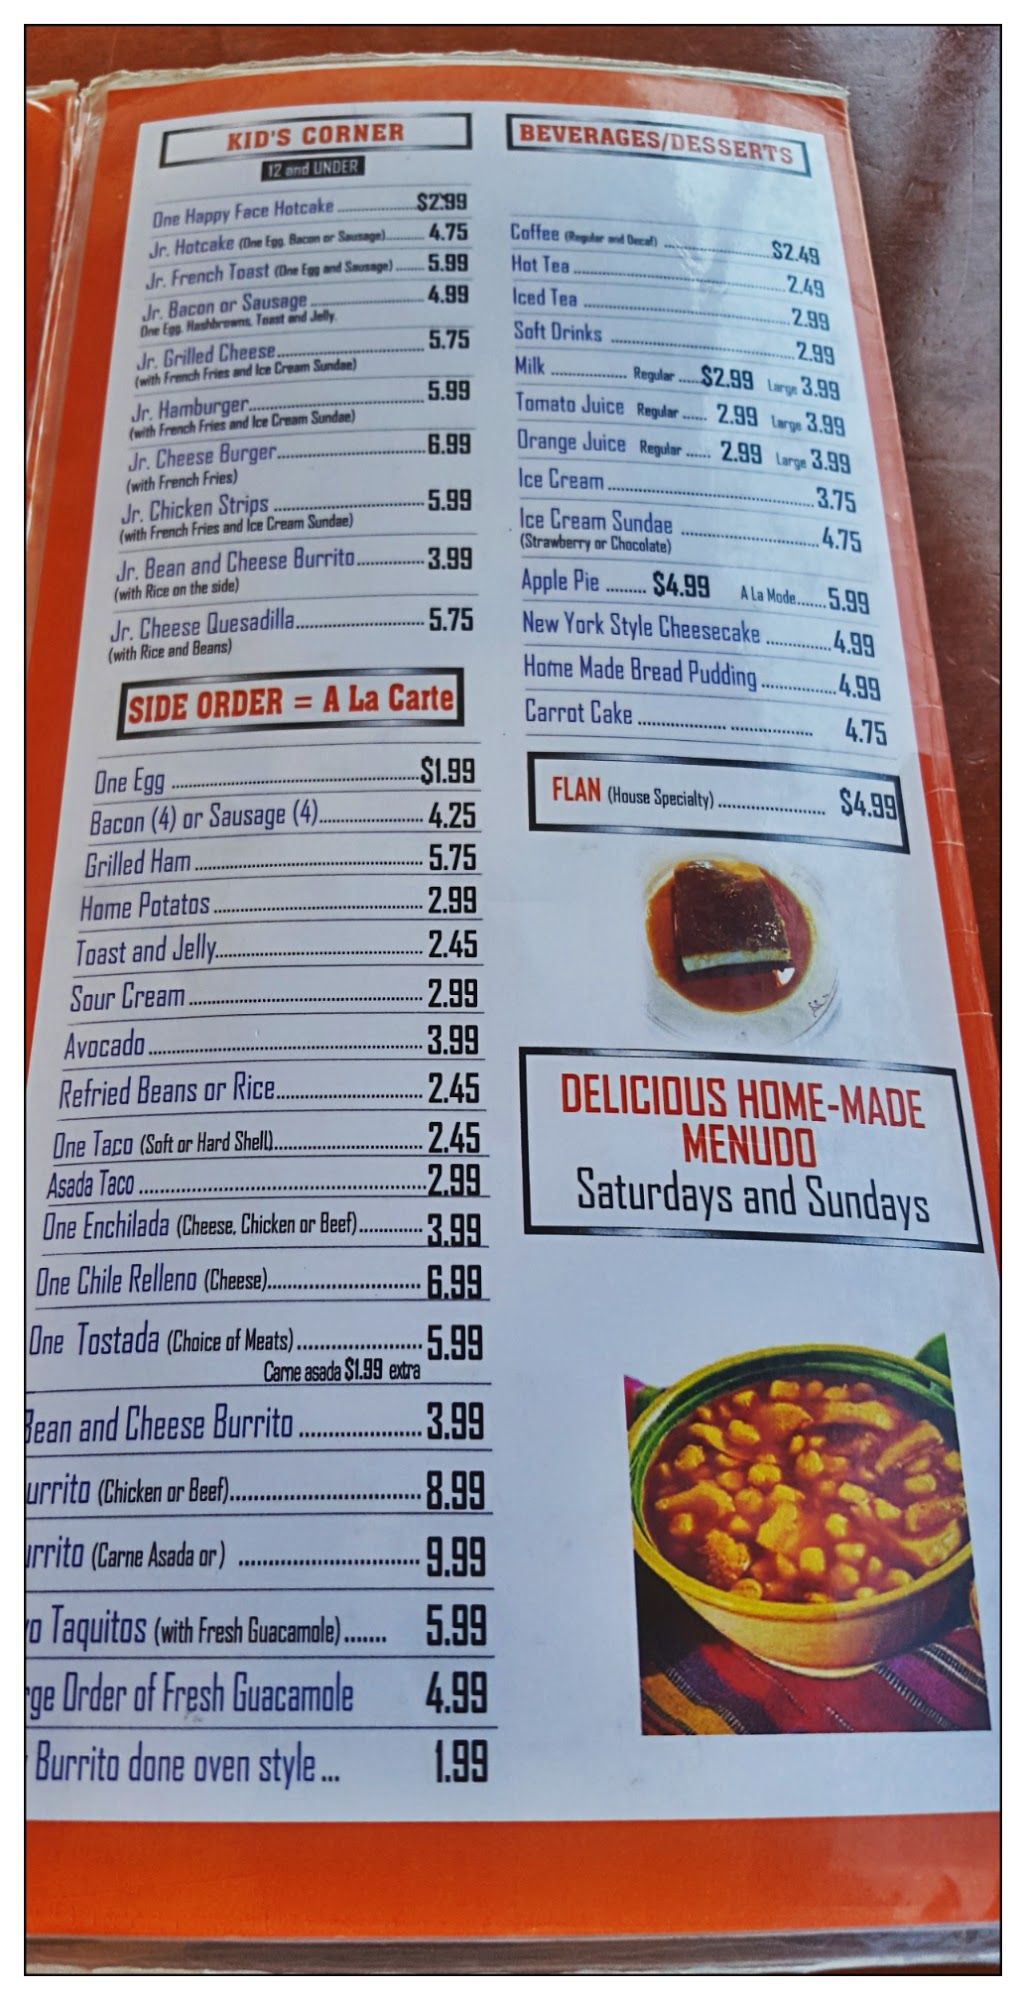 KID'S CORNER
12 and UNDER
One Happy Face Hotcake ........ $2.99
Jr. Hotcake (One Egg, Bacon or Sausage) ........ 4.75
Jr. French Toast (One Egg and Sausage) ........ 5.99
Jr. Bacon or Sausage ........ 4.99
One Egg, Hashbrowns, Toast and Jelly.
Jr. Grilled Cheese ........ 5.75
(with French Fries and Ice Cream Sundae)
Jr. Hamburger ........ 5.99
(with French Fries and Ice Cream Sundae)
Jr. Cheese Burger ........ 6.99
(with French Fries)
Jr. Chicken Strips ........ 5.99
(with French Fries and Ice Cream Sundae)
Jr. Bean and Cheese Burrito ........ 3.99
(with Rice on the side)
Jr. Cheese Quesadilla ........ 5.75
(with Rice and Beans)
SIDE ORDER = A La Carte
One Egg ........ $1.99
Bacon (4) or Sausage (4) ........ 4.25
Grilled Ham ........ 5.75
Home Potatos ........ 2.99
Toast and Jelly ........ 2.45
Sour Cream ........ 2.99
Avocado ........ 3.99
Refried Beans or Rice ........ 2.45
One Taco (Soft or Hard Shell) ........ 2.45
Asada Taco ........ 2.99
One Enchilada (Cheese, Chicken or Beef) ........ 3.99
One Chile Relleno (Cheese) ........ 6.99
One Tostada (Choice of Meats) ........ 5.99
Carne asada $1.99 extra
Bean and Cheese Burrito ........ 3.99
urrito (Chicken or Beef) ........ 8.99
rrito (Carne Asada or ) ........ 9.99
o Taquitos (with Fresh Guacamole) ....... 5.99
ge Order of Fresh Guacamole 4.99
Burrito done oven style ... 1.99
BEVERAGES/DESSERTS
Coffee (Regular and Decaf) ........ $2.49
Hot Tea ........ 2.49
Iced Tea ........ 2.99
Soft Drinks ........ 2.99
Milk ........ Regular ..... $2.99 Large 3.99
Tomato Juice Regular ...... 2.99 Large 3.99
Orange Juice Regular ...... 2.99 Large 3.99
Ice Cream ........ 3.75
Ice Cream Sundae ........ 4.75
(Strawberry or Chocolate)
Apple Pie ......... $4.99 A La Mode....... 5.99
New York Style Cheesecake ........ 4.99
Home Made Bread Pudding ........ 4.99
Carrot Cake ........ 4.75
FLAN (House Specialty) ........ $4.99
DELICIOUS HOME-MADE
MENUDO
Saturdays and Sundays